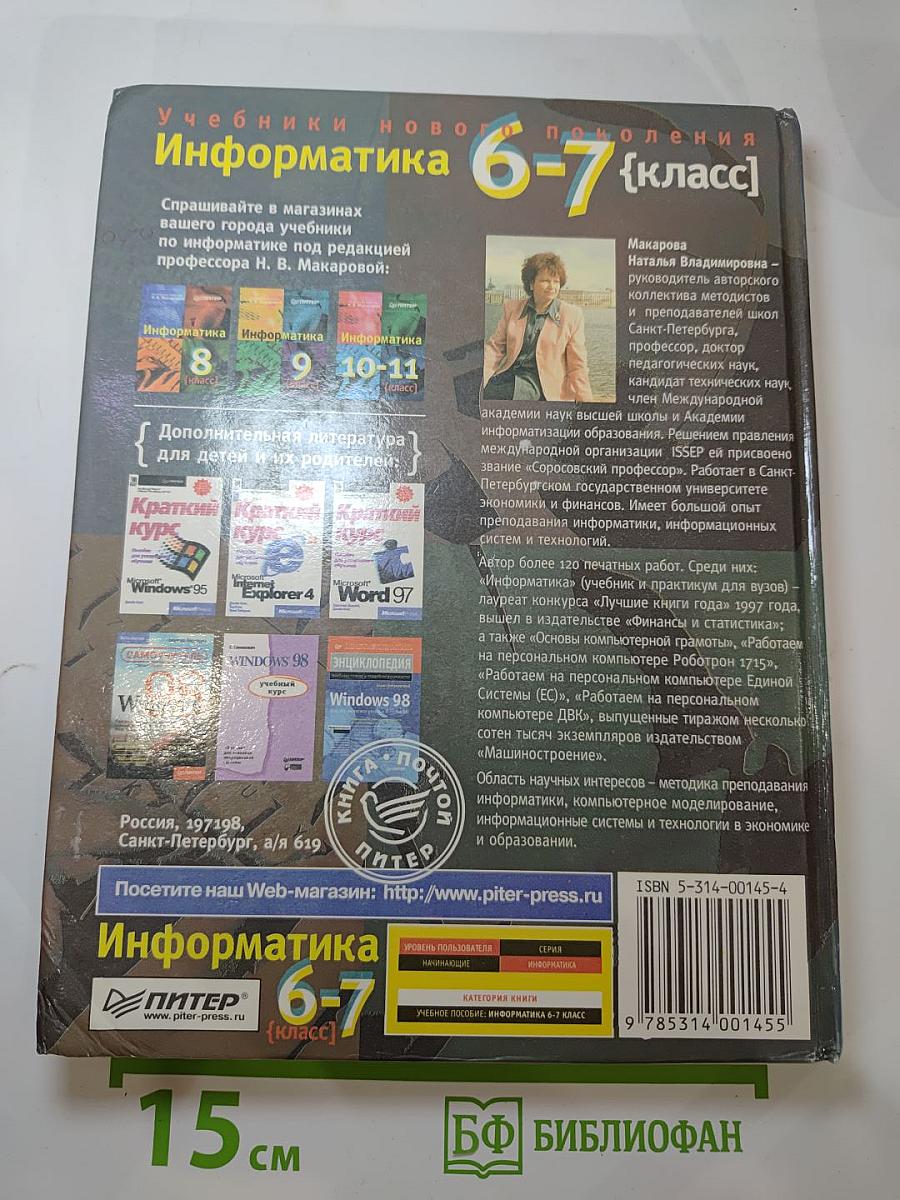 Учебники нового поколения
Информатика 6-7 {класс]
Спрашивайте в магазинах
вашего города учебники
по информатике под редакцией
профессора Н. В. Макаровой:
Информатика
8
{класс]
Информатика
9
{класс]
Информатика
10-11
{класс]
{ Дополнительная литература
для детей и их родителей: }
Краткий
курс
Microsoft
Windows 95
Краткий
курс
Microsoft
Internet
Explorer 4
Краткий
курс
Microsoft
Word 97
САМОУЧИТЕЛЬ
WINDOWS 98
учебный
курс
ЭНЦИКЛОПЕДИЯ
Windows 98
Россия, 197198,
Санкт-Петербург, а/я 619
КНИГА · ПОЧТОЙ
ПИТЕР
Макарова
Наталья Владимировна –
руководитель авторского
коллектива методистов
и преподавателей школ
Санкт-Петербурга,
профессор, доктор
педагогических наук,
кандидат технических наук,
член Международной
академии наук высшей школы и Академии
информатизации образования. Решением правления
международной организации ISSEP ей присвоено
звание «Соросовский профессор». Работает в Санкт-
Петербургском государственном университете
экономики и финансов. Имеет большой опыт
преподавания информатики, информационных
систем и технологий.
Автор более 120 печатных работ. Среди них:
«Информатика» (учебник и практикум для вузов) –
лауреат конкурса «Лучшие книги года» 1997 года,
вышел в издательстве «Финансы и статистика»;
а также «Основы компьютерной грамоты», «Работаем
на персональном компьютере Роботрон 1715»,
«Работаем на персональном компьютере Единой
Системы (ЕС)», «Работаем на персональном
компьютере ДВК», выпущенные тиражом несколько
сотен тысяч экземпляров издательством
«Машиностроение».
Область научных интересов – методика преподавания
информатики, компьютерное моделирование,
информационные системы и технологии в экономике
и образовании.
Посетите наш Web-магазин: http://www.piter-press.ru
Информатика
6-7
{класс]
ПИТЕР®
www.piter-press.ru
УРОВЕНЬ ПОЛЬЗОВАТЕЛЯ СЕРИЯ
НАЧИНАЮЩИЕ ИНФОРМАТИКА
КАТЕГОРИЯ КНИГИ
УЧЕБНОЕ ПОСОБИЕ: ИНФОРМАТИКА 6-7 КЛАСС
ISBN 5-314-00145-4
9 785314 001455
15 см
БФ БИБЛИОФАН